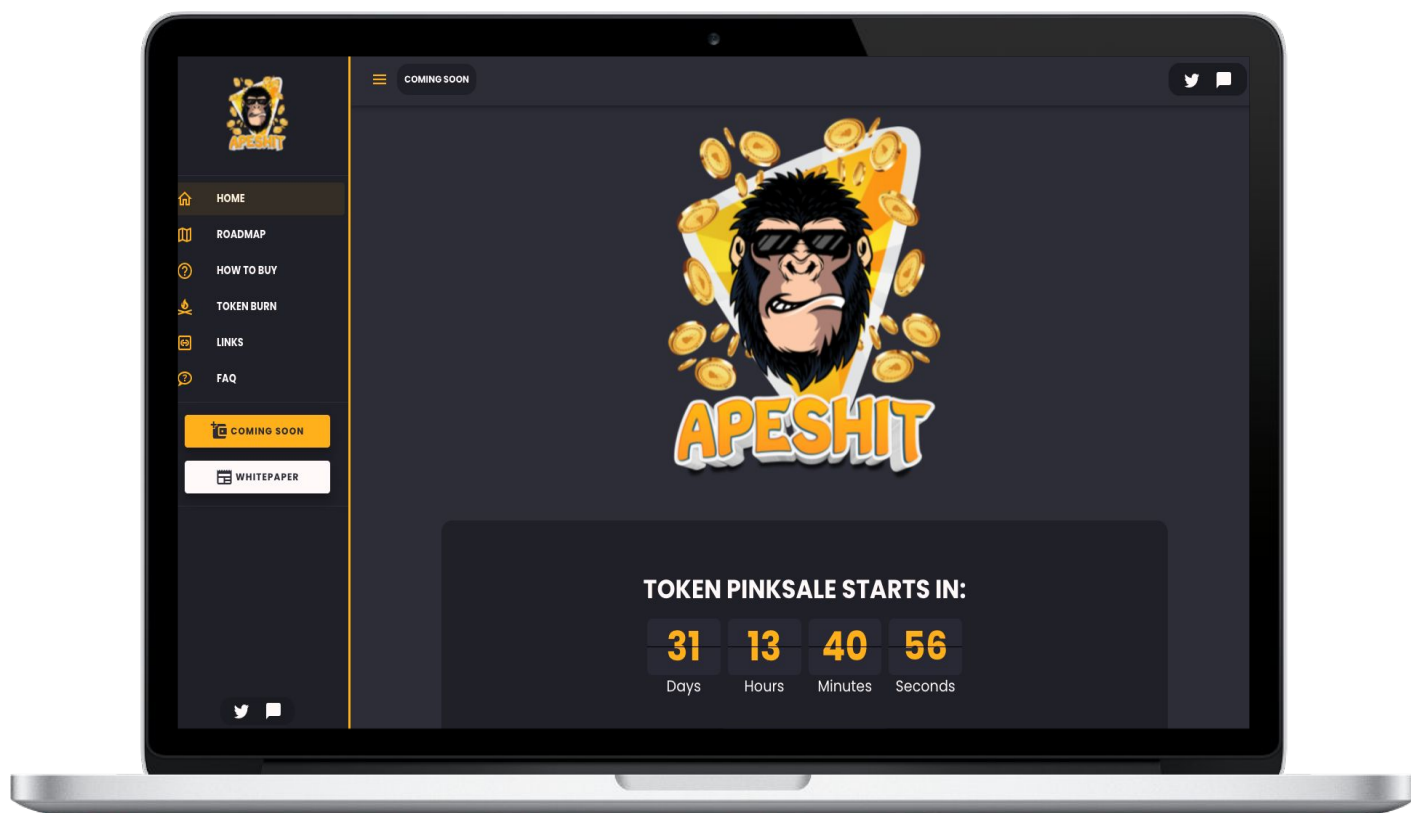 APESHIT
HOME
ROADMAP
HOW TO BUY
TOKEN BURN
LINKS
FAQ
COMING SOON
WHITEPAPER
COMING SOON
APESHIT
TOKEN PINKSALE STARTS IN:
31 13 40 56
Days Hours Minutes Seconds